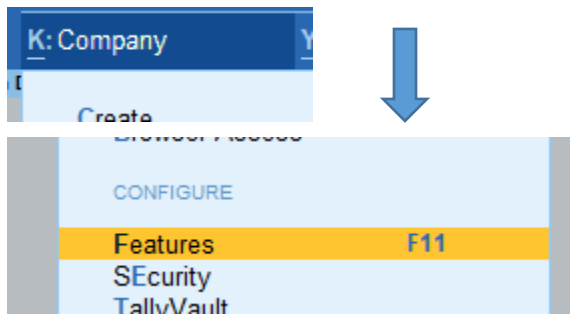 K: Company Y
Create
CONFIGURE
Features F11
SEcurity
TallyVault